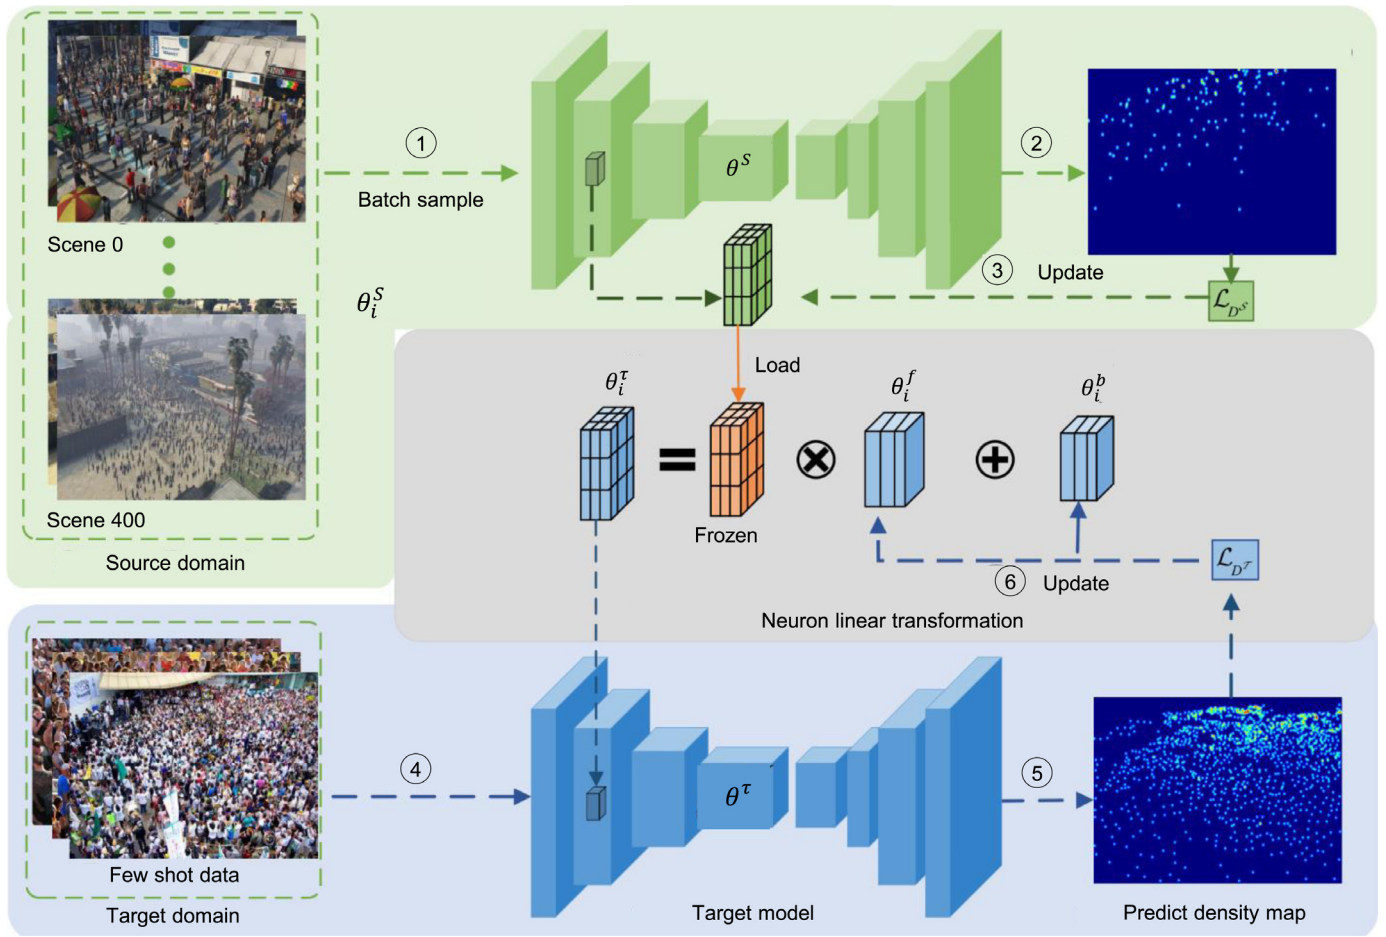 ①
Batch sample
θ^S
②
Scene 0
③ Update
ℒ_{D^S}
θ_i^S
Load
θ_i^τ
θ_i^f
θ_i^b
=
⊗
⊕
Frozen
Scene 400
Source domain
ℒ_{D^𝒯}
⑥ Update
Neuron linear transformation
④
θ^τ
⑤
Few shot data
Target domain
Target model
Predict density map